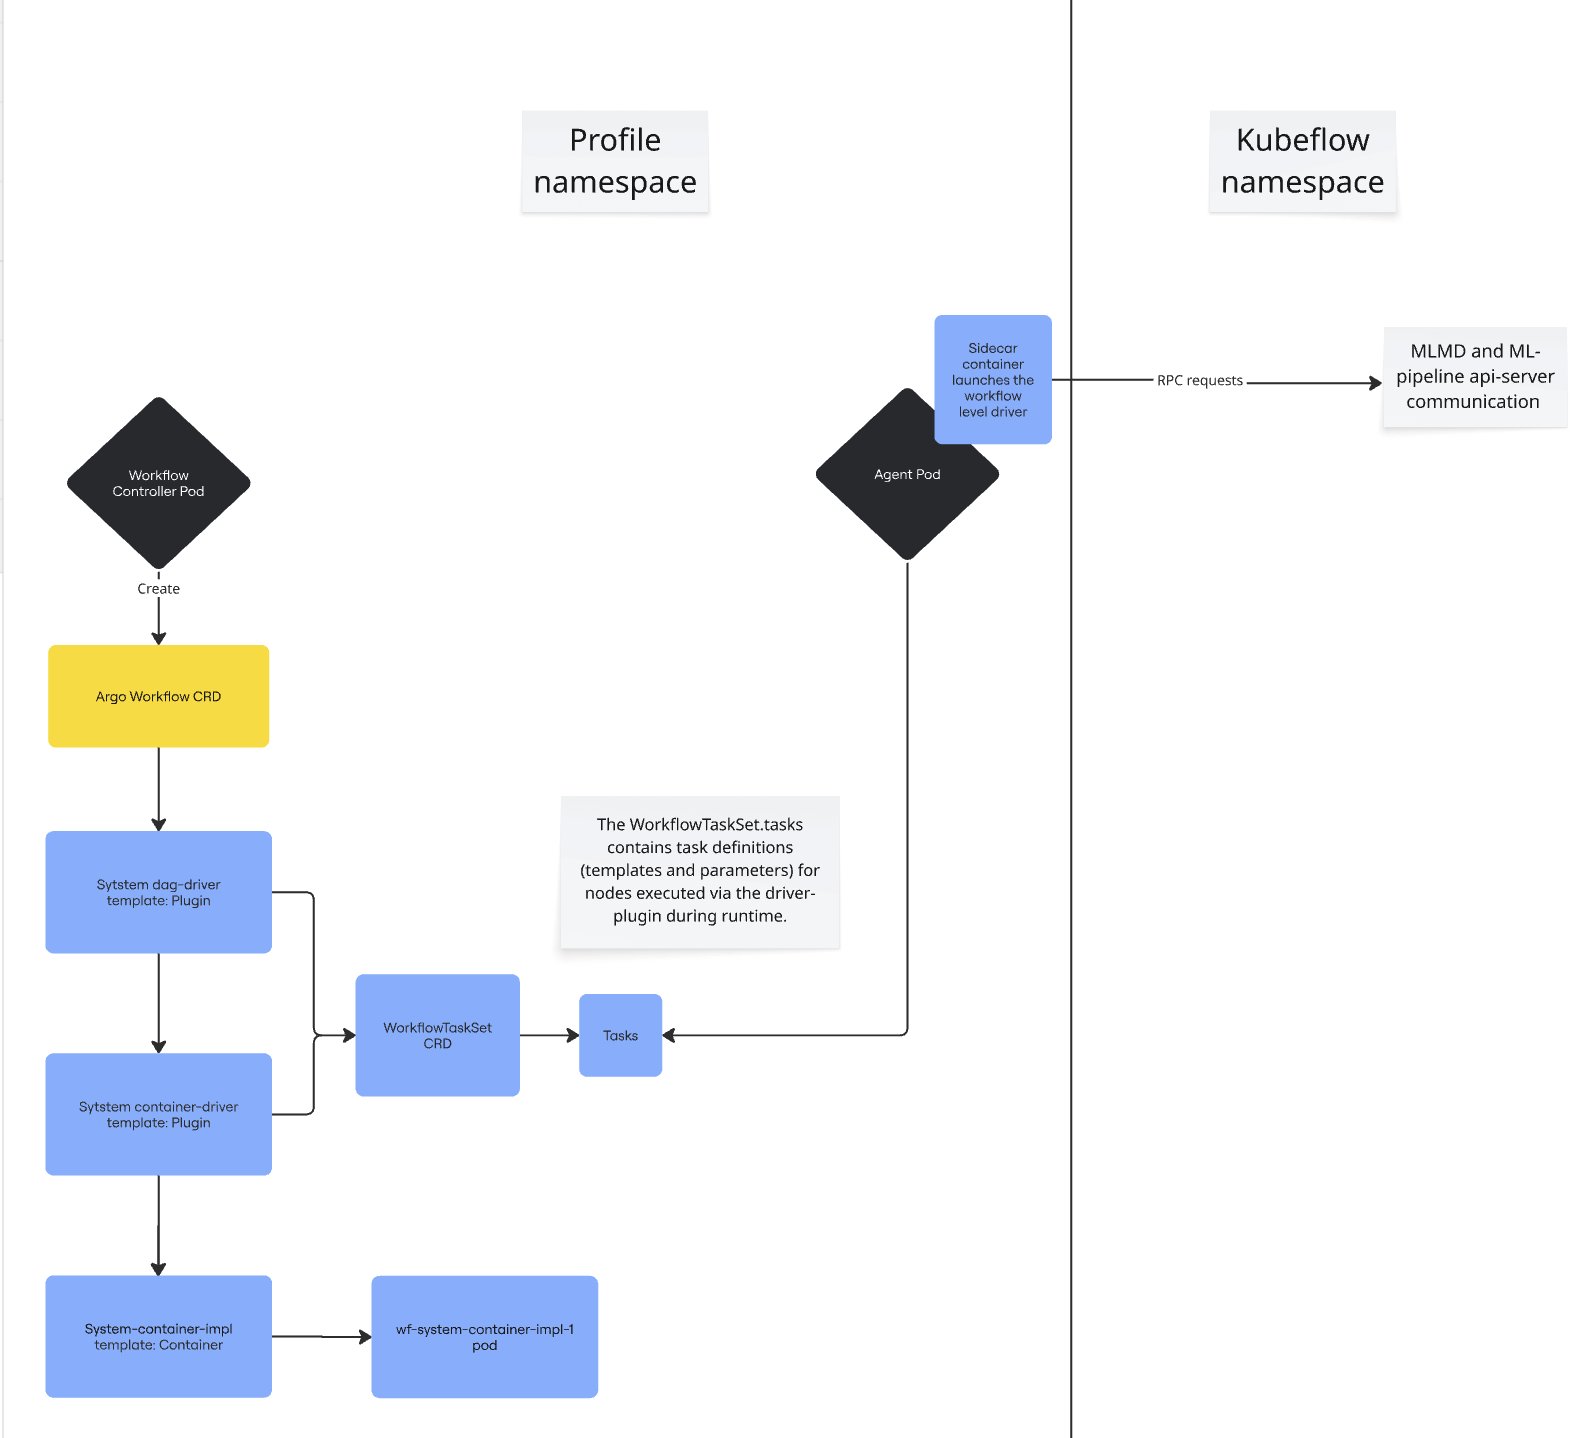 Profile
namespace
Kubeflow
namespace
Sidecar
container
launches the
workflow
level driver
RPC requests
MLMD and ML-
pipeline api-server
communication
Workflow
Controller Pod
Agent Pod
Create
Argo Workflow CRD
The WorkflowTaskSet.tasks
contains task definitions
(templates and parameters) for
nodes executed via the driver-
plugin during runtime.
Sytstem dag-driver
template: Plugin
WorkflowTaskSet
CRD
Tasks
Sytstem container-driver
template: Plugin
System-container-impl
template: Container
wf-system-container-impl-1
pod